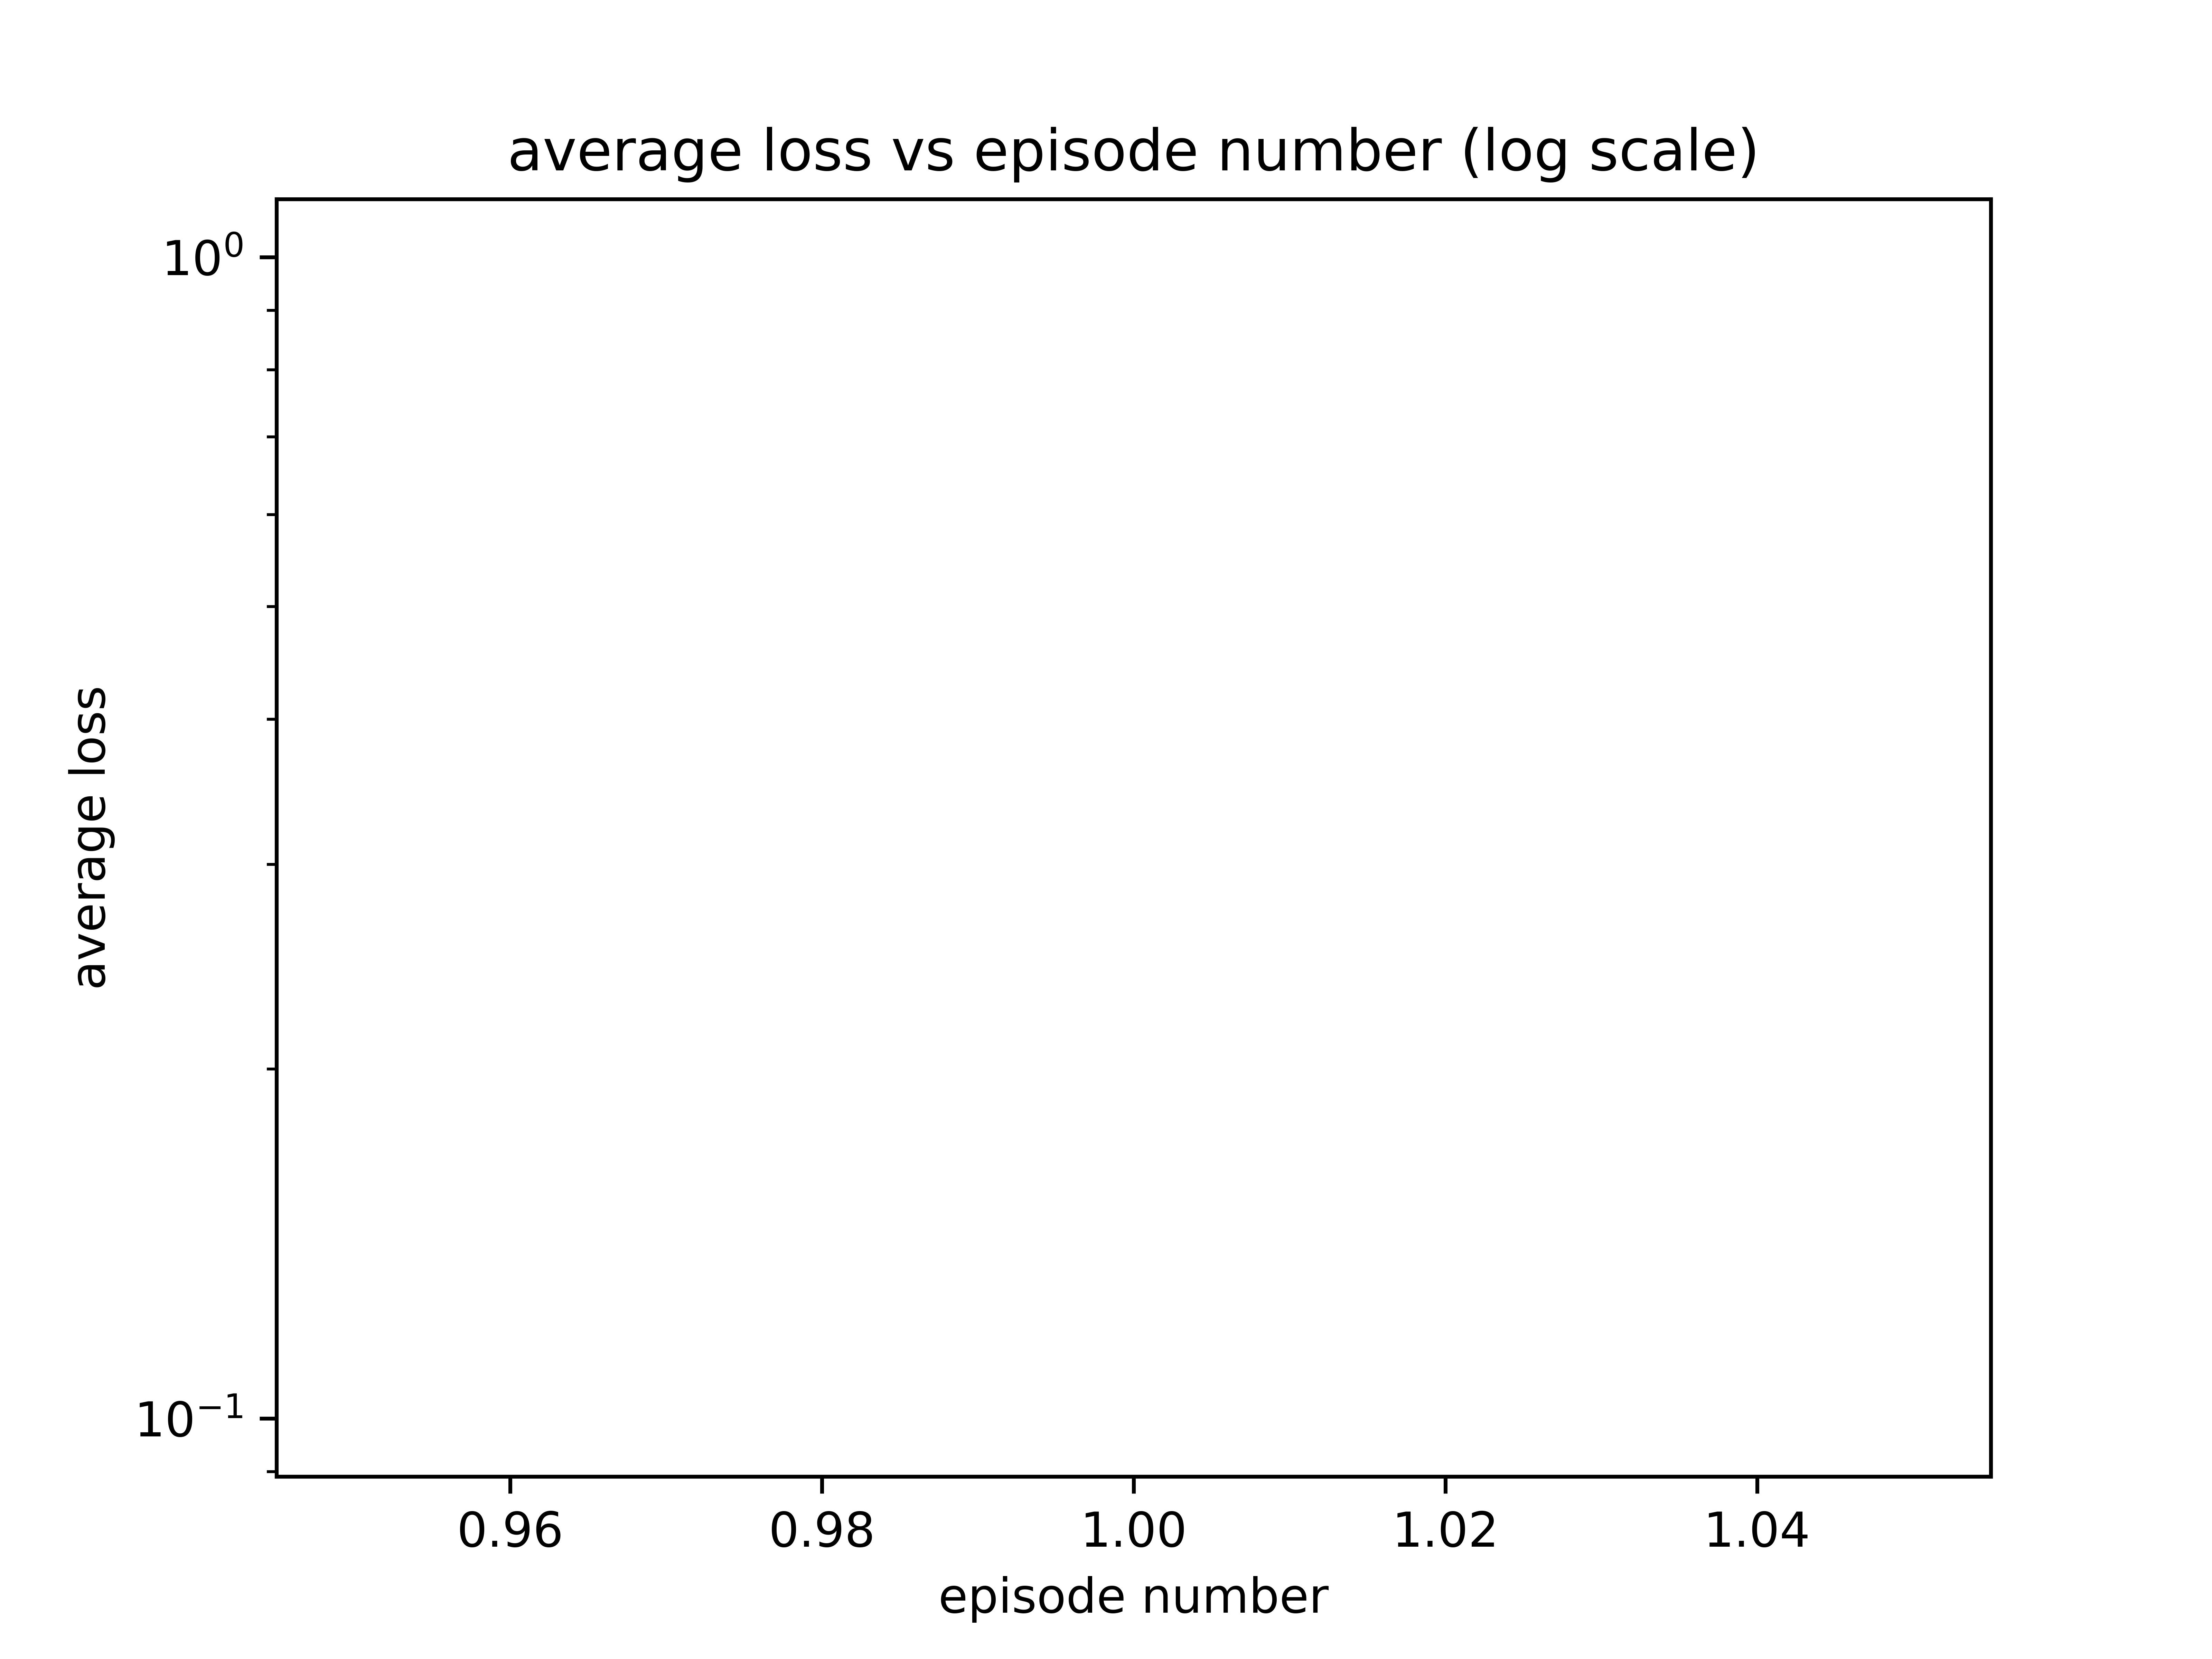 average loss vs episode number (log scale)
10⁰
average loss
10⁻¹
0.96 0.98 1.00 1.02 1.04
episode number